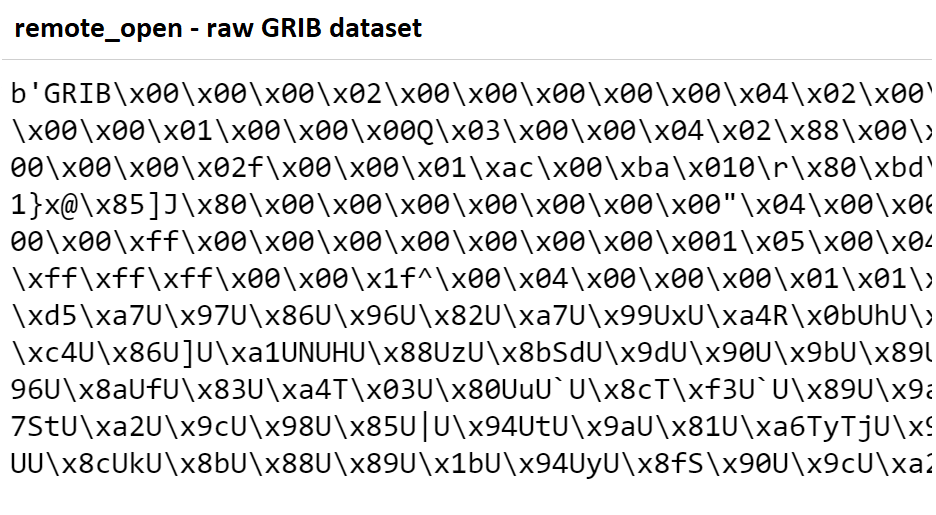 remote_open - raw GRIB dataset
b'GRIB\x00\x00\x00\x02\x00\x00\x00\x00\x00\x04\x02\x00\
\x00\x00\x01\x00\x00\x00Q\x03\x00\x00\x04\x02\x88\x00\x
00\x00\x00\x02f\x00\x00\x01\xac\x00\xba\x010\r\x80\xbd\
1}x@\x85]J\x80\x00\x00\x00\x00\x00\x00\x00"\x04\x00\x00
00\x00\xff\x00\x00\x00\x00\x00\x00\x00\x001\x05\x00\x04
\xff\xff\xff\x00\x00\x1f^\x00\x04\x00\x00\x00\x01\x01\x
\xd5\xa7U\x97U\x86U\x96U\x82U\xa7U\x99UxU\xa4R\x0bUhU\x
\xc4U\x86U]U\xa1UNUHU\x88UzU\x8bSdU\x9dU\x90U\x9bU\x89U
96U\x8aUfU\x83U\xa4T\x03U\x80UuU`U\x8cT\xf3U`U\x89U\x9a
7StU\xa2U\x9cU\x98U\x85U|U\x94UtU\x9aU\x81U\xa6TyTjU\x9
UU\x8cUkU\x8bU\x88U\x89U\x1bU\x94UyU\x8fS\x90U\x9cU\xa2